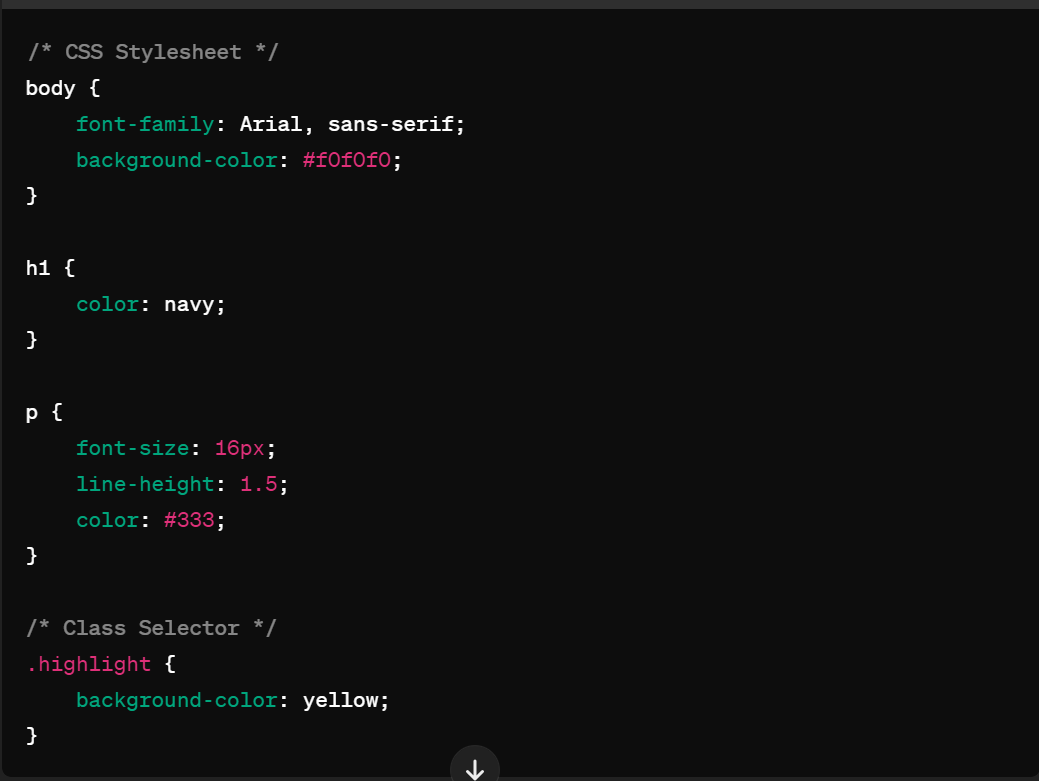 /* CSS Stylesheet */
body {
    font-family: Arial, sans-serif;
    background-color: #f0f0f0;
}

h1 {
    color: navy;
}

p {
    font-size: 16px;
    line-height: 1.5;
    color: #333;
}

/* Class Selector */
.highlight {
    background-color: yellow;
}